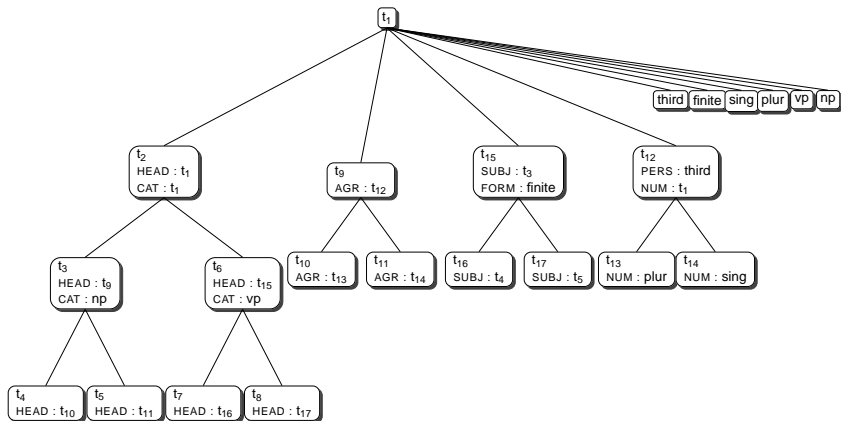 t1
third finite sing plur vp np
t2
HEAD : t1
CAT : t1
t9
AGR : t12
t15
SUBJ : t3
FORM : finite
t12
PERS : third
NUM : t1
t3
HEAD : t9
CAT : np
t6
HEAD : t15
CAT : vp
t10
AGR : t13
t11
AGR : t14
t16
SUBJ : t4
t17
SUBJ : t5
t13
NUM : plur
t14
NUM : sing
t4
HEAD : t10
t5
HEAD : t11
t7
HEAD : t16
t8
HEAD : t17